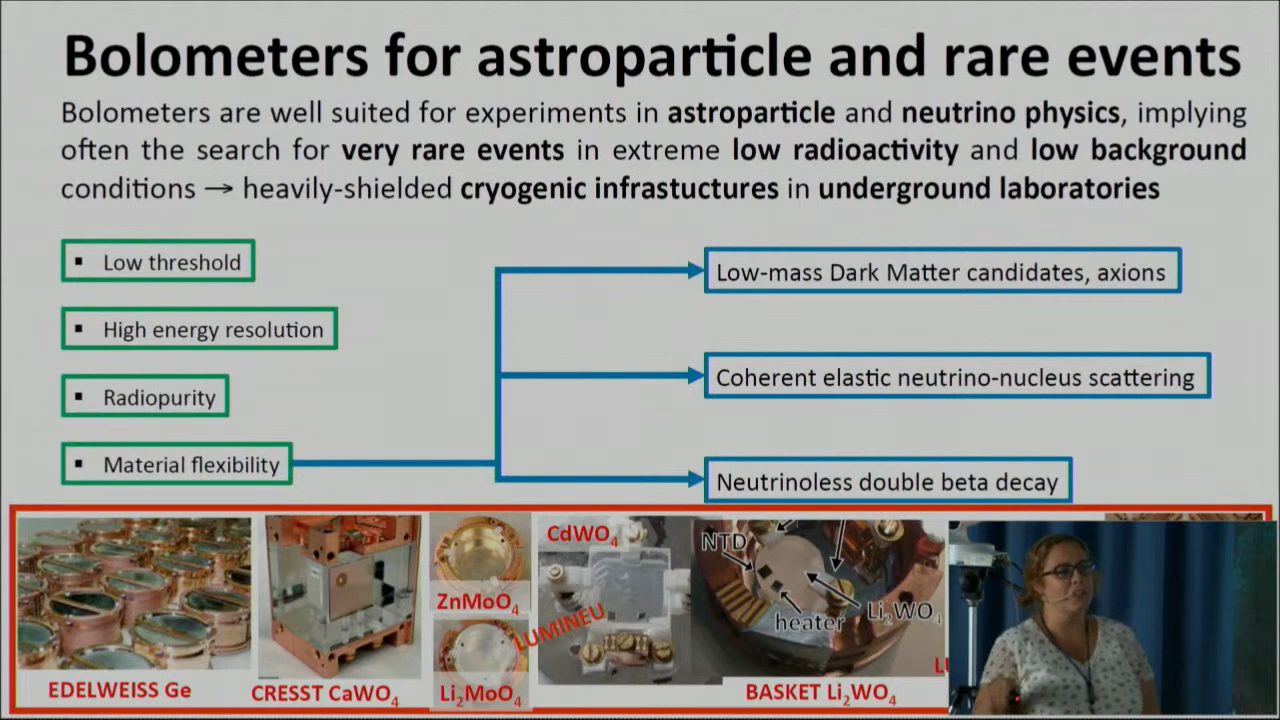 Bolometers for astroparticle and rare events
Bolometers are well suited for experiments in astroparticle and neutrino physics, implying
often the search for very rare events in extreme low radioactivity and low background
conditions → heavily-shielded cryogenic infrastuctures in underground laboratories
▪ Low threshold
▪ High energy resolution
▪ Radiopurity
▪ Material flexibility
Low-mass Dark Matter candidates, axions
Coherent elastic neutrino-nucleus scattering
Neutrinoless double beta decay
EDELWEISS Ge
CRESST CaWO₄
ZnMoO₄
Li₂MoO₄
LUMINEU
CdWO₄
NTD
heater
Li₂WO₄
BASKET Li₂WO₄